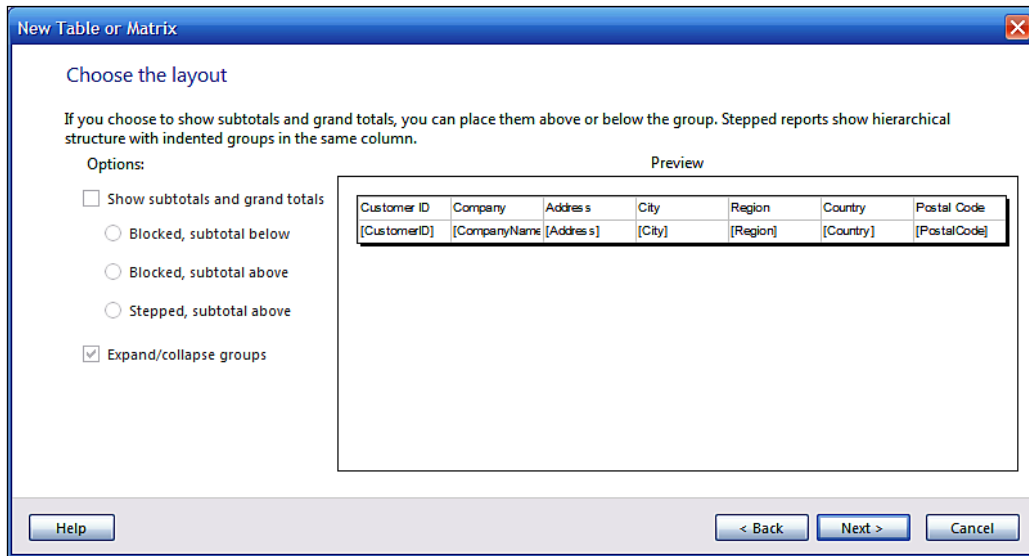 New Table or Matrix
Choose the layout
If you choose to show subtotals and grand totals, you can place them above or below the group. Stepped reports show hierarchical
structure with indented groups in the same column.
Options:
Preview
Show subtotals and grand totals
Blocked, subtotal below
Blocked, subtotal above
Stepped, subtotal above
Expand/collapse groups
Customer ID Company Address City Region Country Postal Code
[CustomerID] [CompanyName [Address] [City] [Region] [Country] [PostalCode]
Help < Back Next > Cancel